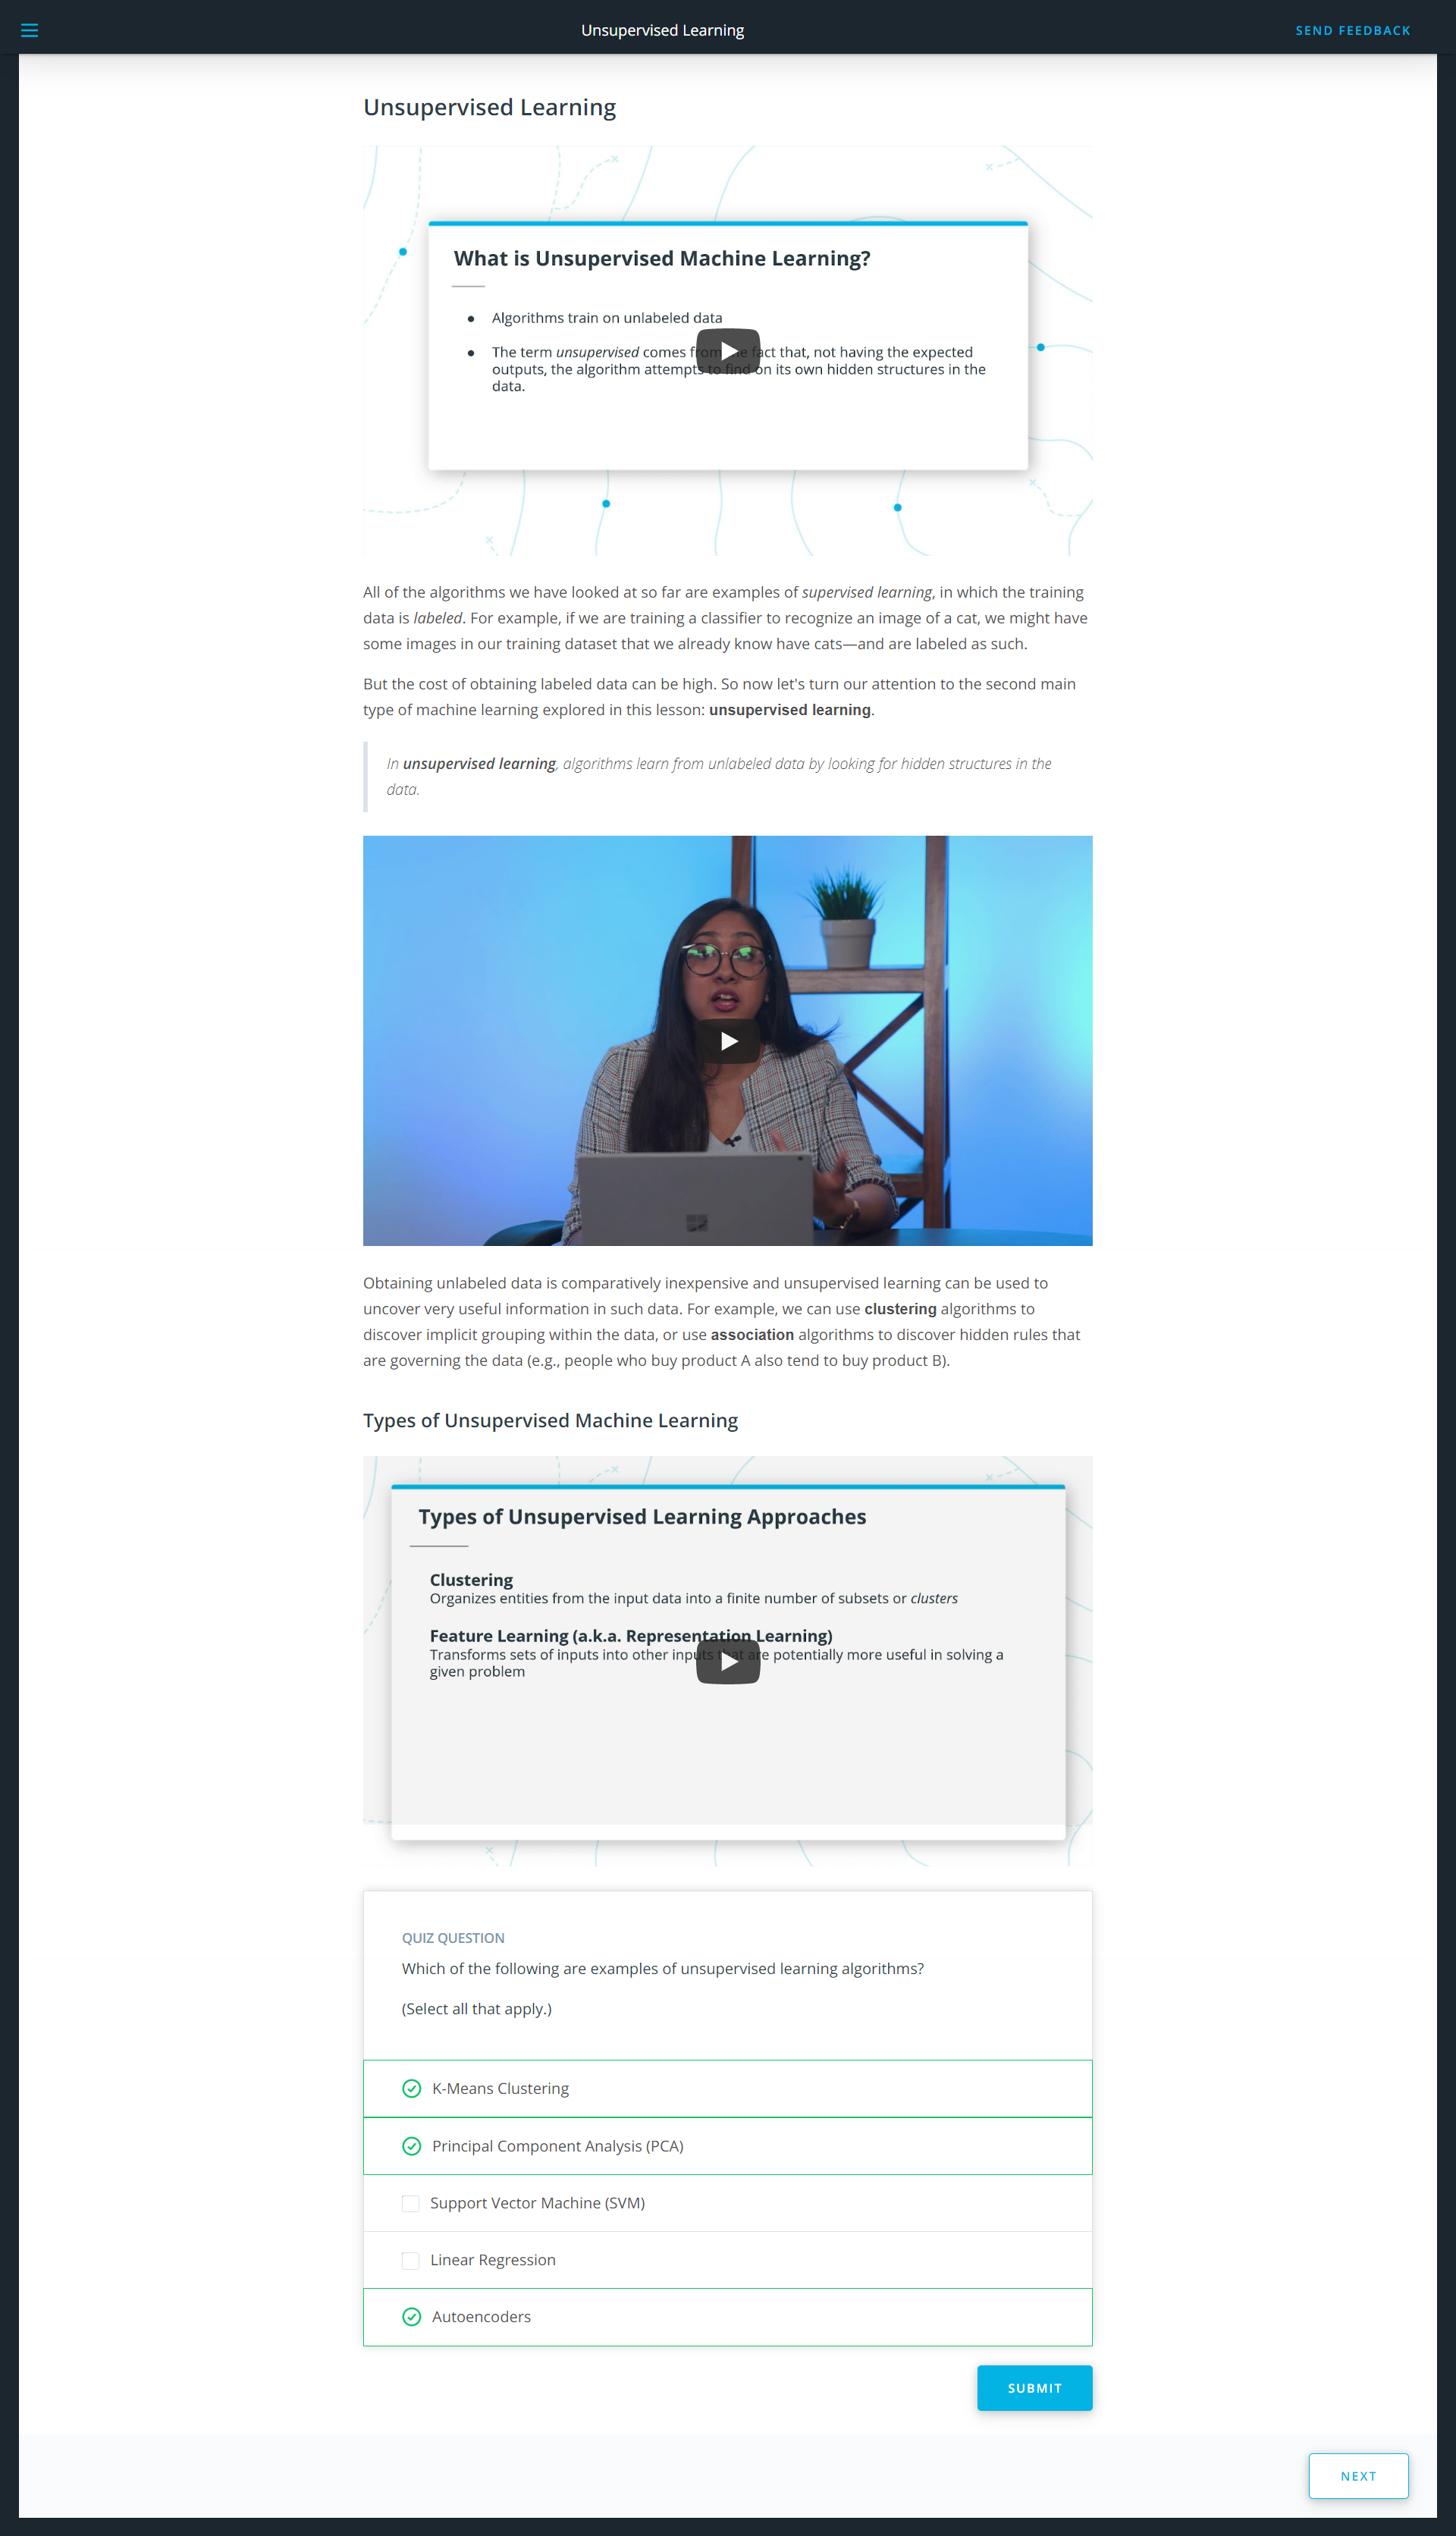 Unsupervised Learning
SEND FEEDBACK
Unsupervised Learning
What is Unsupervised Machine Learning?
Algorithms train on unlabeled data
The term unsupervised comes from the fact that, not having the expected
outputs, the algorithm attempts to find on its own hidden structures in the
data.
All of the algorithms we have looked at so far are examples of supervised learning, in which the training
data is labeled. For example, if we are training a classifier to recognize an image of a cat, we might have
some images in our training dataset that we already know have cats—and are labeled as such.
But the cost of obtaining labeled data can be high. So now let's turn our attention to the second main
type of machine learning explored in this lesson: unsupervised learning.
In unsupervised learning, algorithms learn from unlabeled data by looking for hidden structures in the
data.
Obtaining unlabeled data is comparatively inexpensive and unsupervised learning can be used to
uncover very useful information in such data. For example, we can use clustering algorithms to
discover implicit grouping within the data, or use association algorithms to discover hidden rules that
are governing the data (e.g., people who buy product A also tend to buy product B).
Types of Unsupervised Machine Learning
Types of Unsupervised Learning Approaches
Clustering
Organizes entities from the input data into a finite number of subsets or clusters
Feature Learning (a.k.a. Representation Learning)
Transforms sets of inputs into other inputs that are potentially more useful in solving a
given problem
QUIZ QUESTION
Which of the following are examples of unsupervised learning algorithms?
(Select all that apply.)
K-Means Clustering
Principal Component Analysis (PCA)
Support Vector Machine (SVM)
Linear Regression
Autoencoders
SUBMIT
NEXT